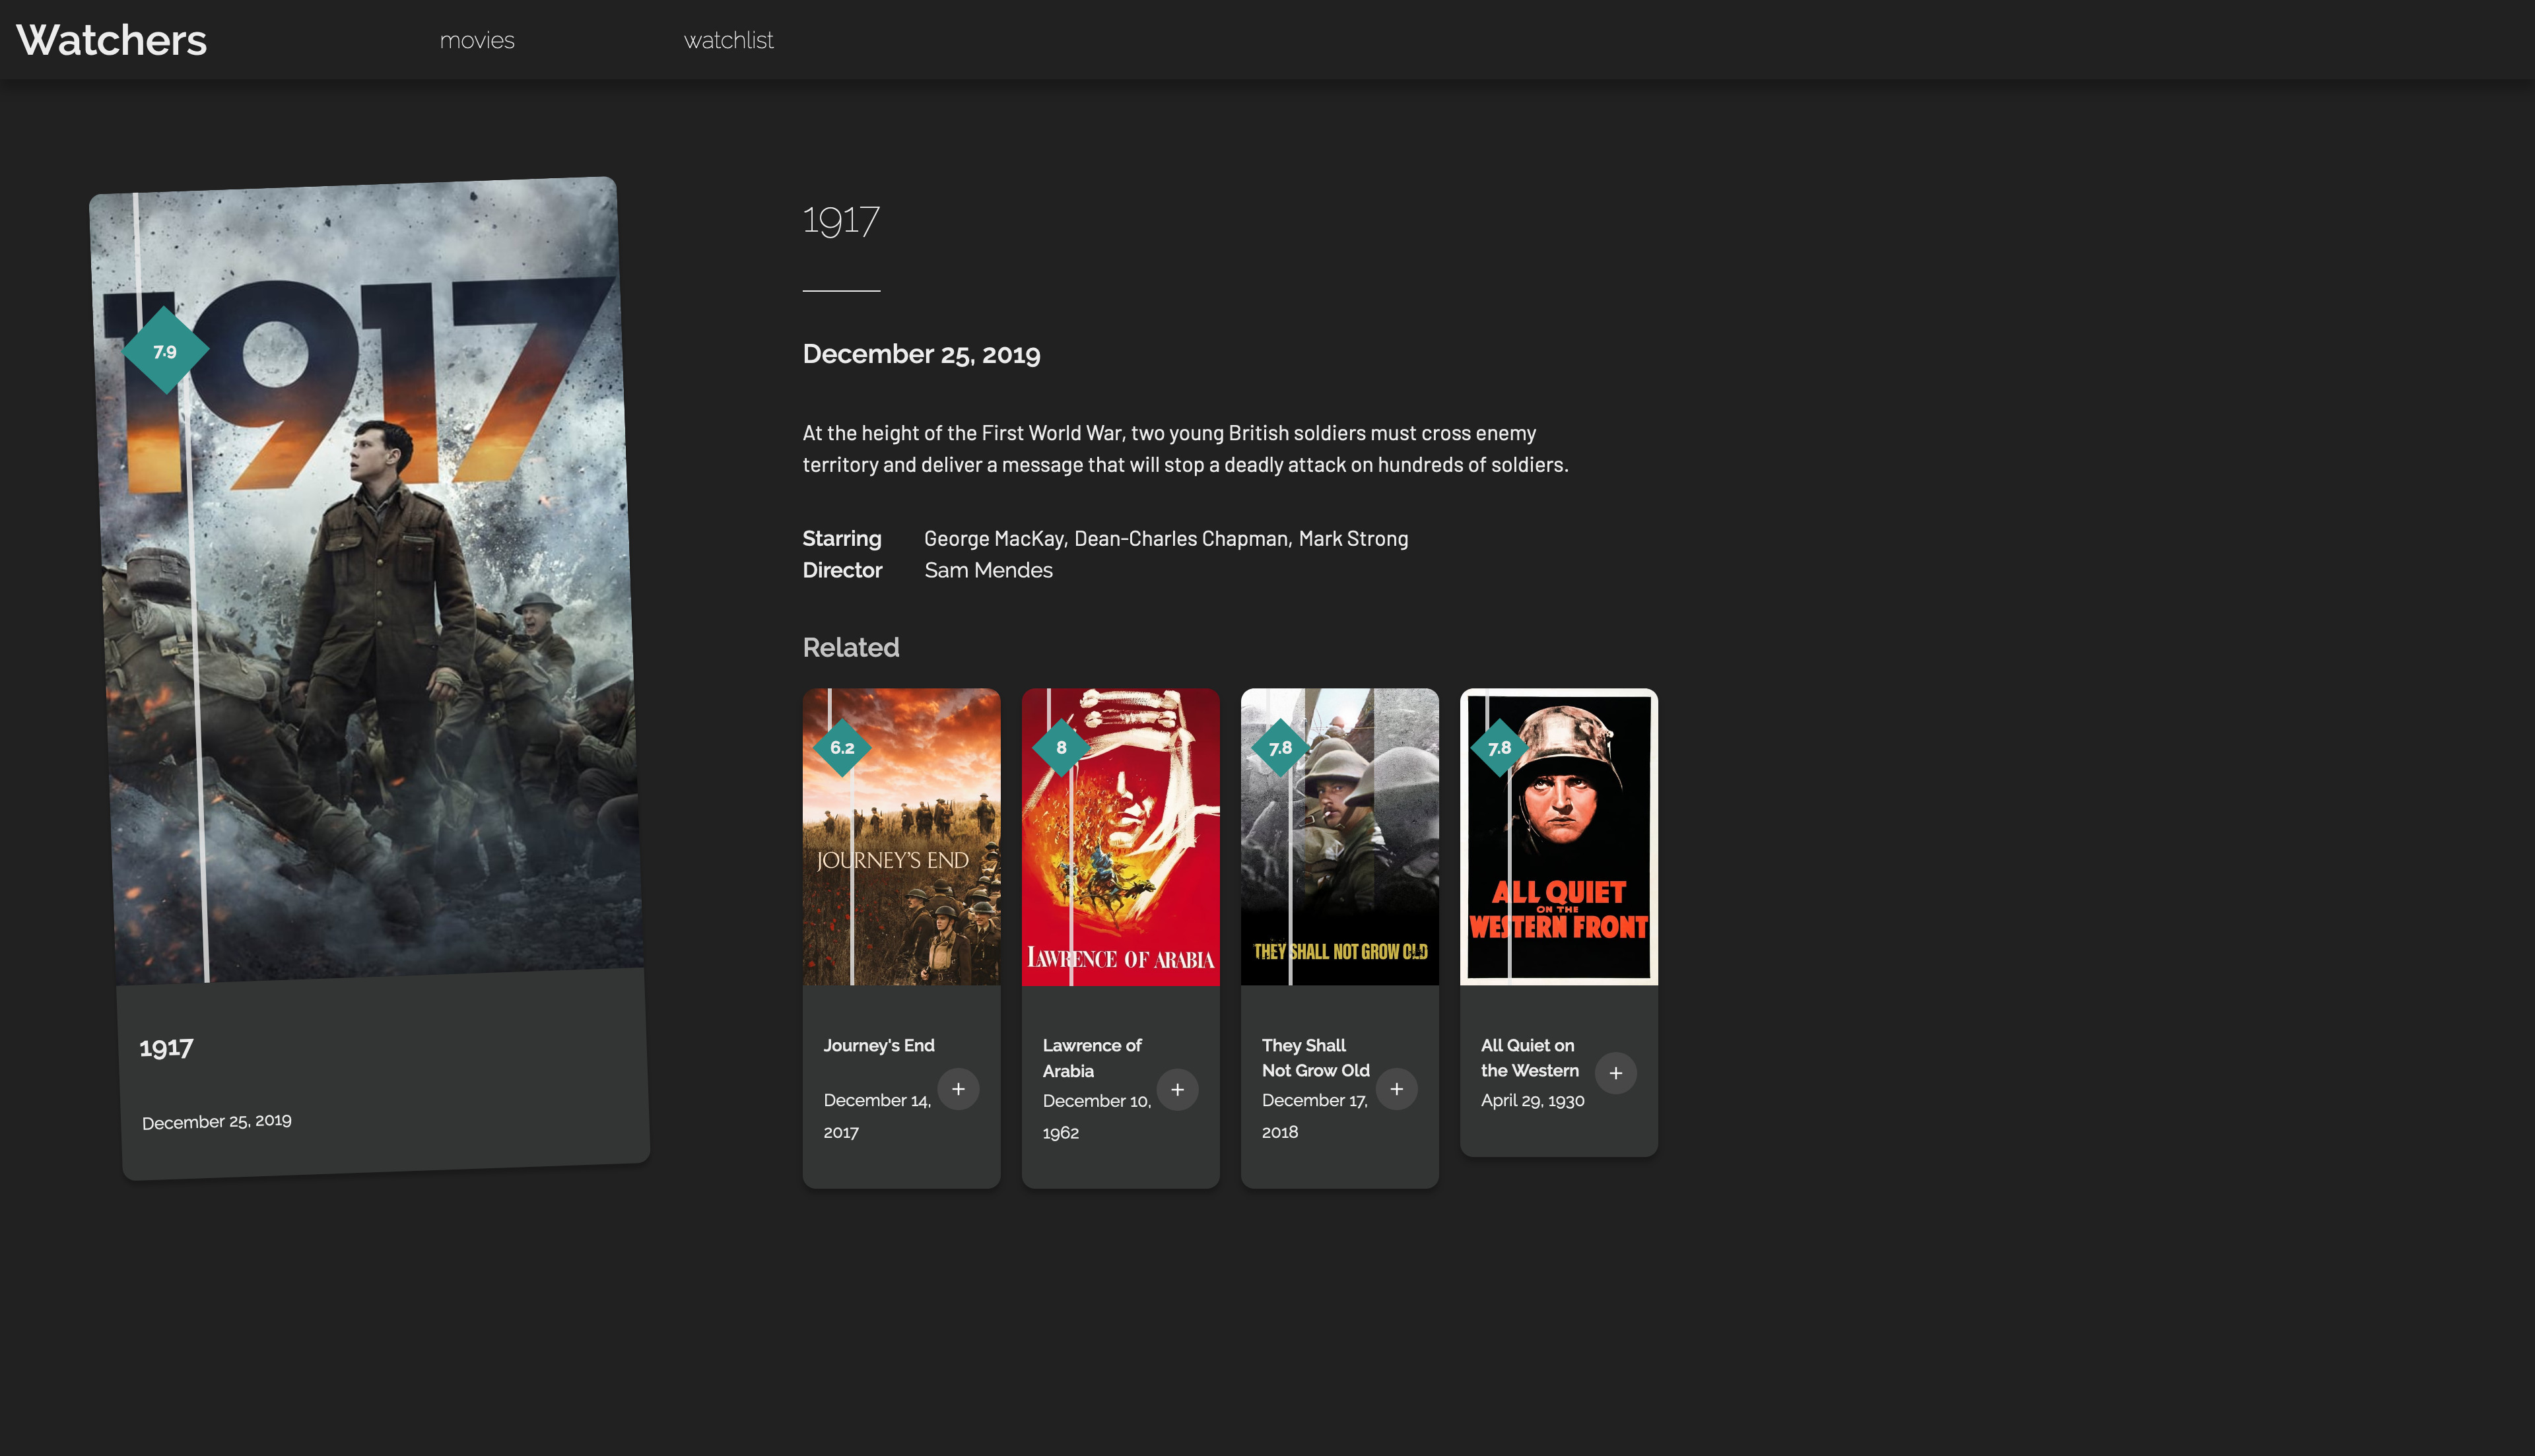 Watchers
movies
watchlist
1917
7.9
1917
December 25, 2019
1917
December 25, 2019
At the height of the First World War, two young British soldiers must cross enemy
territory and deliver a message that will stop a deadly attack on hundreds of soldiers.
Starring George MacKay, Dean-Charles Chapman, Mark Strong
Director Sam Mendes
Related
6.2
JOURNEY'S END
Journey's End
December 14,
2017
+
8
LAWRENCE OF ARABIA
Lawrence of
Arabia
December 10,
1962
+
7.8
THEY SHALL NOT GROW OLD
They Shall
Not Grow Old
December 17,
2018
+
7.8
ALL QUIET
ON THE
WESTERN FRONT
All Quiet on
the Western
April 29, 1930
+